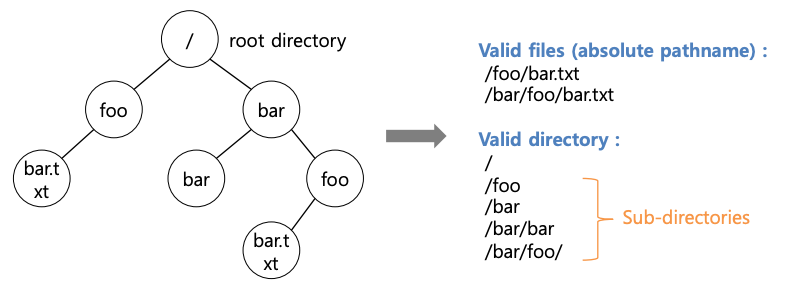 /
root directory
foo
bar
bar.t
xt
bar
foo
bar.t
xt
Valid files (absolute pathname) :
/foo/bar.txt
/bar/foo/bar.txt
Valid directory :
/
/foo
/bar
/bar/bar
/bar/foo/
Sub-directories